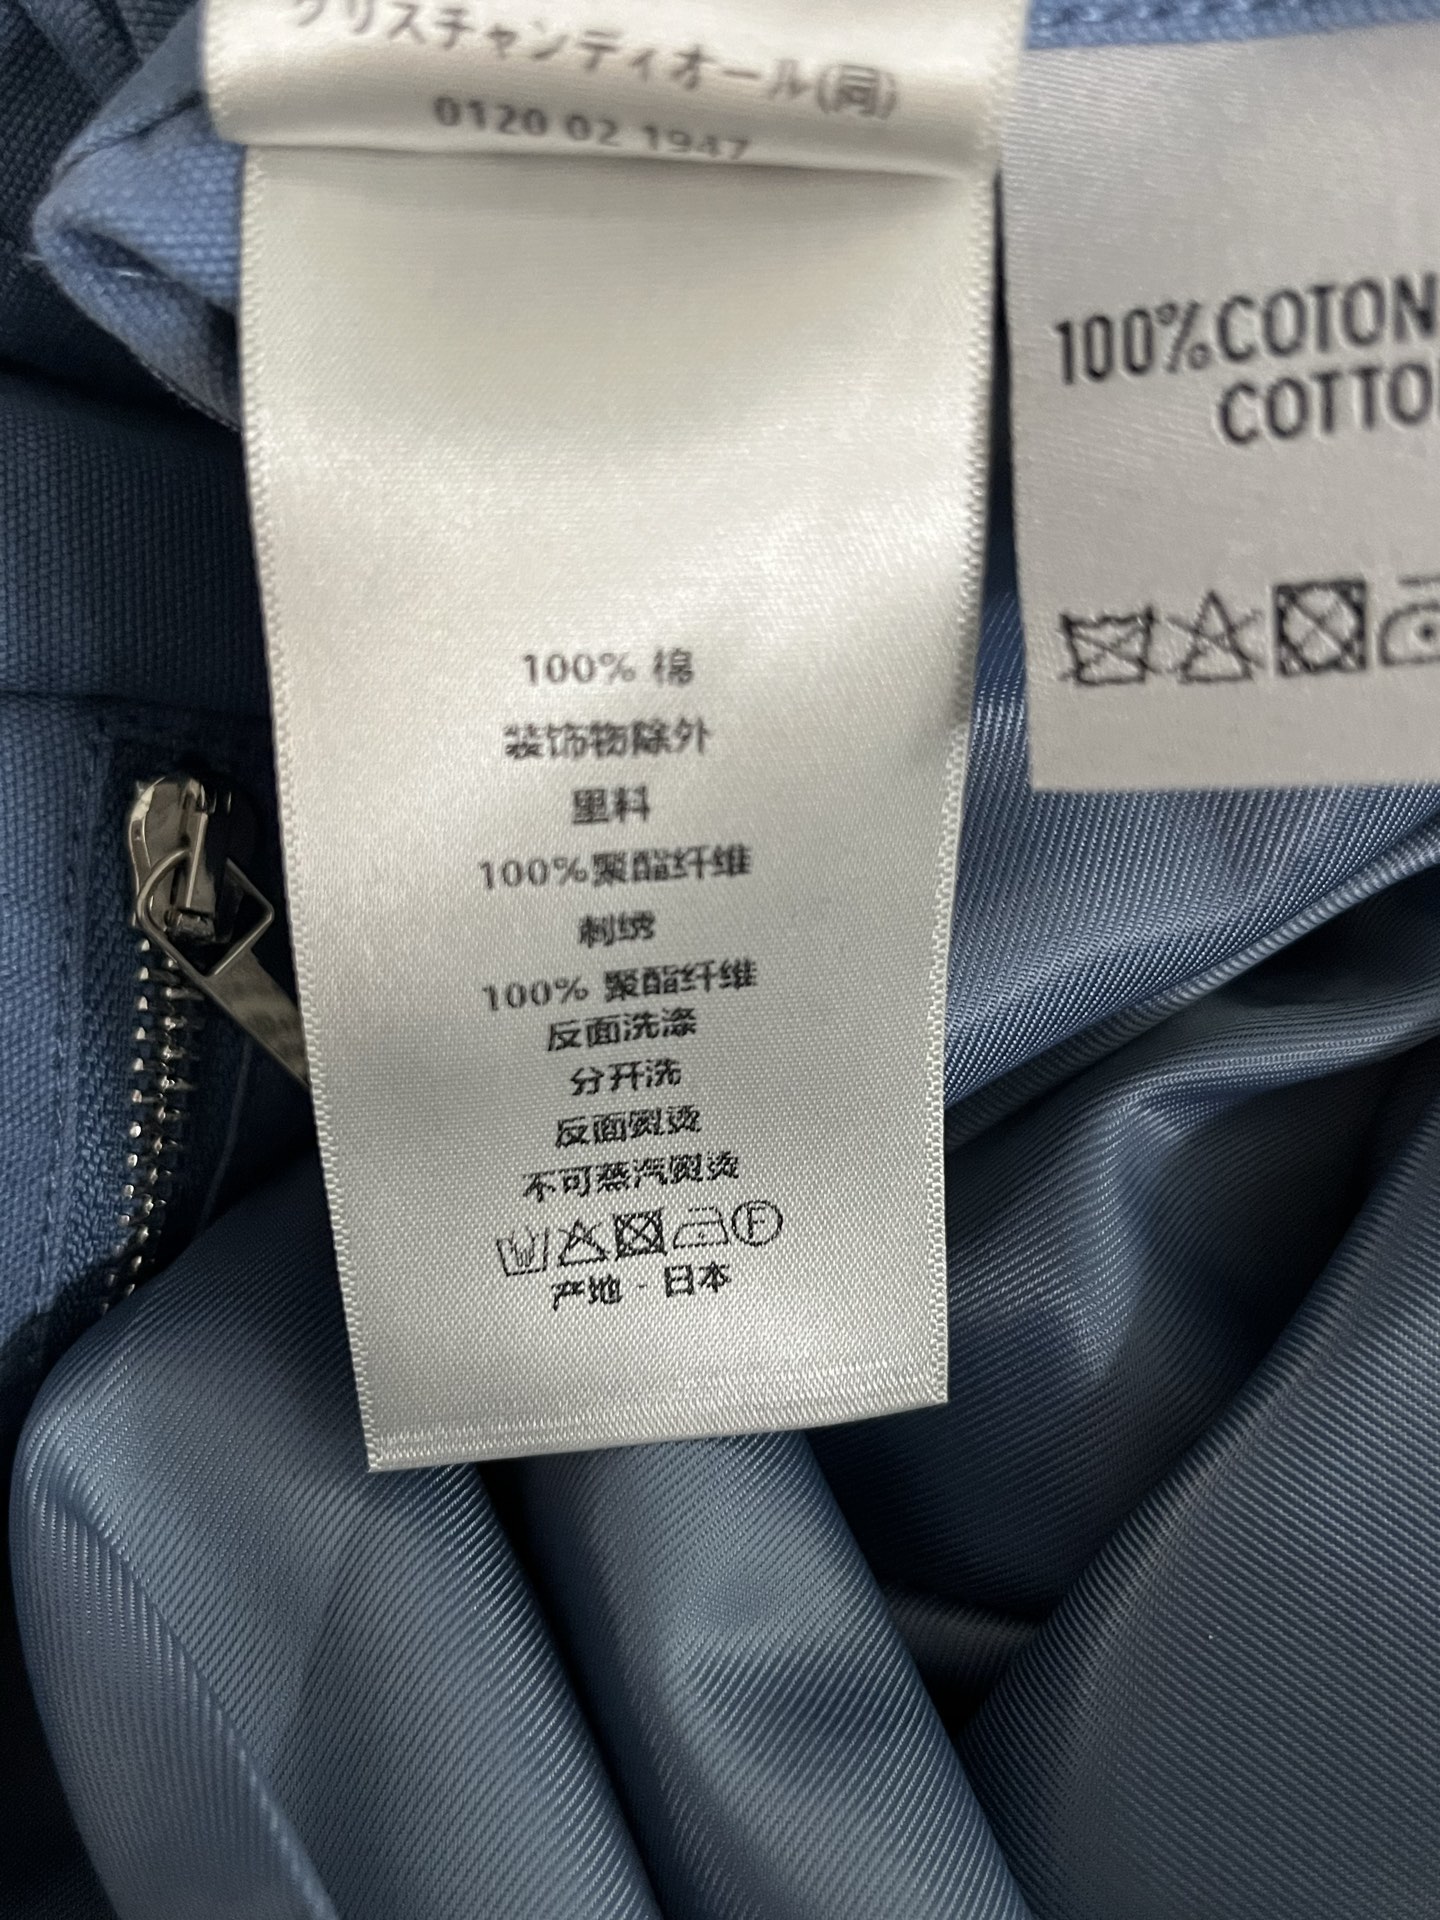 クリスチャンディオール(同)
0120 02 1947
100% 棉
装饰物除外
里料
100%聚酯纤维
刺绣
100% 聚酯纤维
反面洗涤
分开洗
反面熨烫
不可蒸汽熨烫
F
产地 - 日本
100%COTON
COTTO